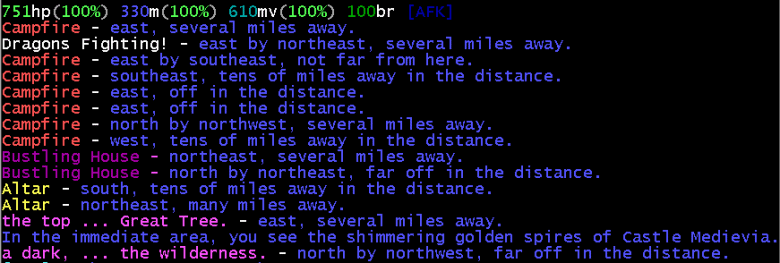 751hp(100%) 330m(100%) 610mv(100%) 100br [AFK]
Campfire - east, several miles away.
Dragons Fighting! - east by northeast, several miles away.
Campfire - east by southeast, not far from here.
Campfire - southeast, tens of miles away in the distance.
Campfire - east, off in the distance.
Campfire - east, off in the distance.
Campfire - north by northwest, several miles away.
Campfire - west, tens of miles away in the distance.
Bustling House - northeast, several miles away.
Bustling House - north by northeast, far off in the distance.
Altar - south, tens of miles away in the distance.
Altar - northeast, many miles away.
the top ... Great Tree. - east, several miles away.
In the immediate area, you see the shimmering golden spires of Castle Medievia.
a dark, ... the wilderness. - north by northwest, far off in the distance.